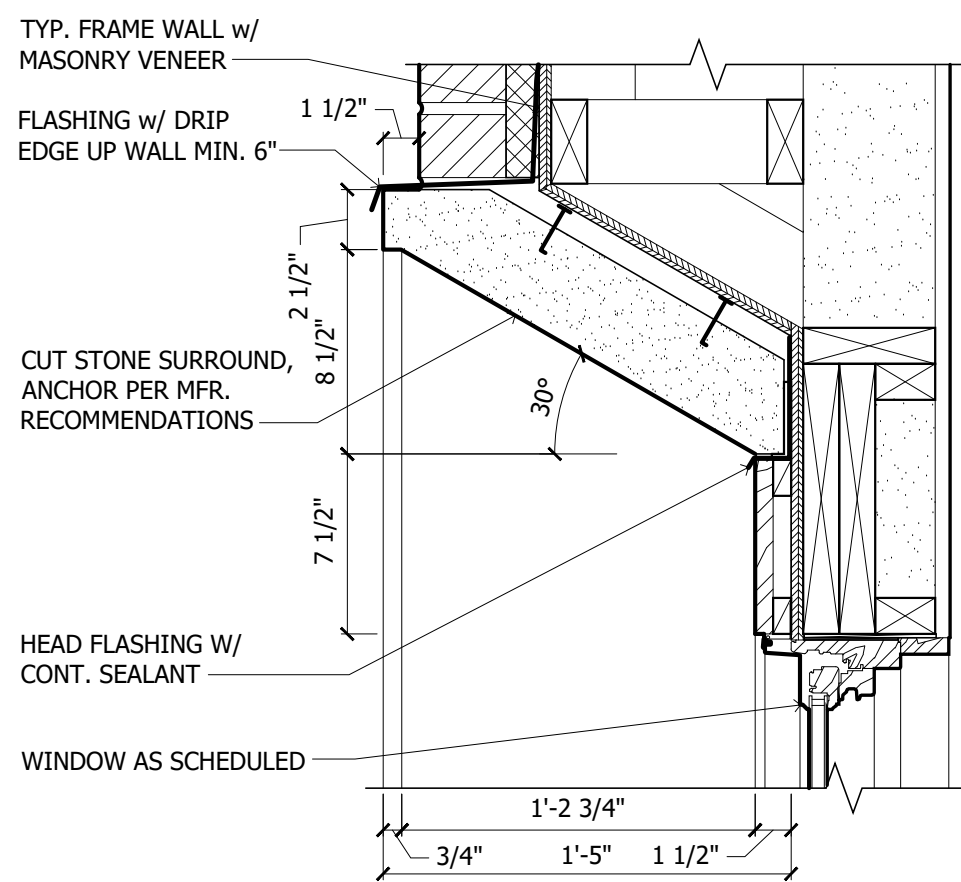 TYP. FRAME WALL w/
MASONRY VENEER
FLASHING w/ DRIP
EDGE UP WALL MIN. 6"
1 1/2"
2 1/2"
8 1/2"
CUT STONE SURROUND,
ANCHOR PER MFR.
RECOMMENDATIONS
30°
7 1/2"
HEAD FLASHING W/
CONT. SEALANT
WINDOW AS SCHEDULED
1'-2 3/4"
3/4"
1'-5"
1 1/2"